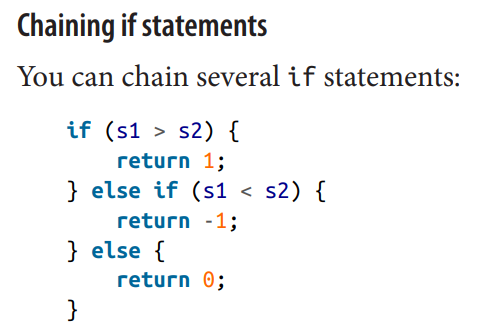 Chaining if statements
You can chain several if statements:
if (s1 > s2) {
    return 1;
} else if (s1 < s2) {
    return -1;
} else {
    return 0;
}